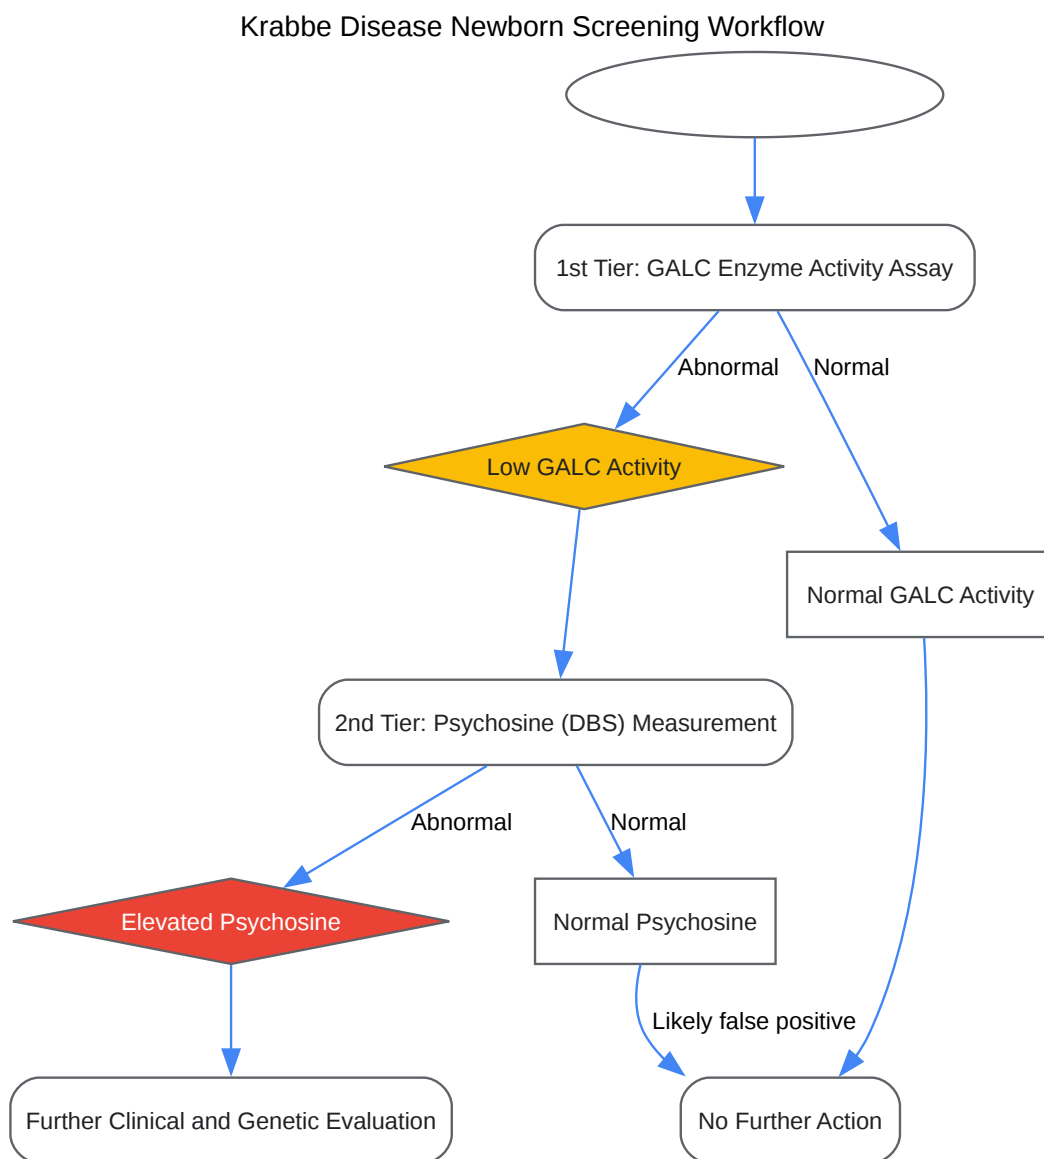 Krabbe Disease Newborn Screening Workflow
1st Tier: GALC Enzyme Activity Assay
Abnormal
Normal
Low GALC Activity
Normal GALC Activity
2nd Tier: Psychosine (DBS) Measurement
Abnormal
Normal
Elevated Psychosine
Normal Psychosine
Likely false positive
Further Clinical and Genetic Evaluation
No Further Action